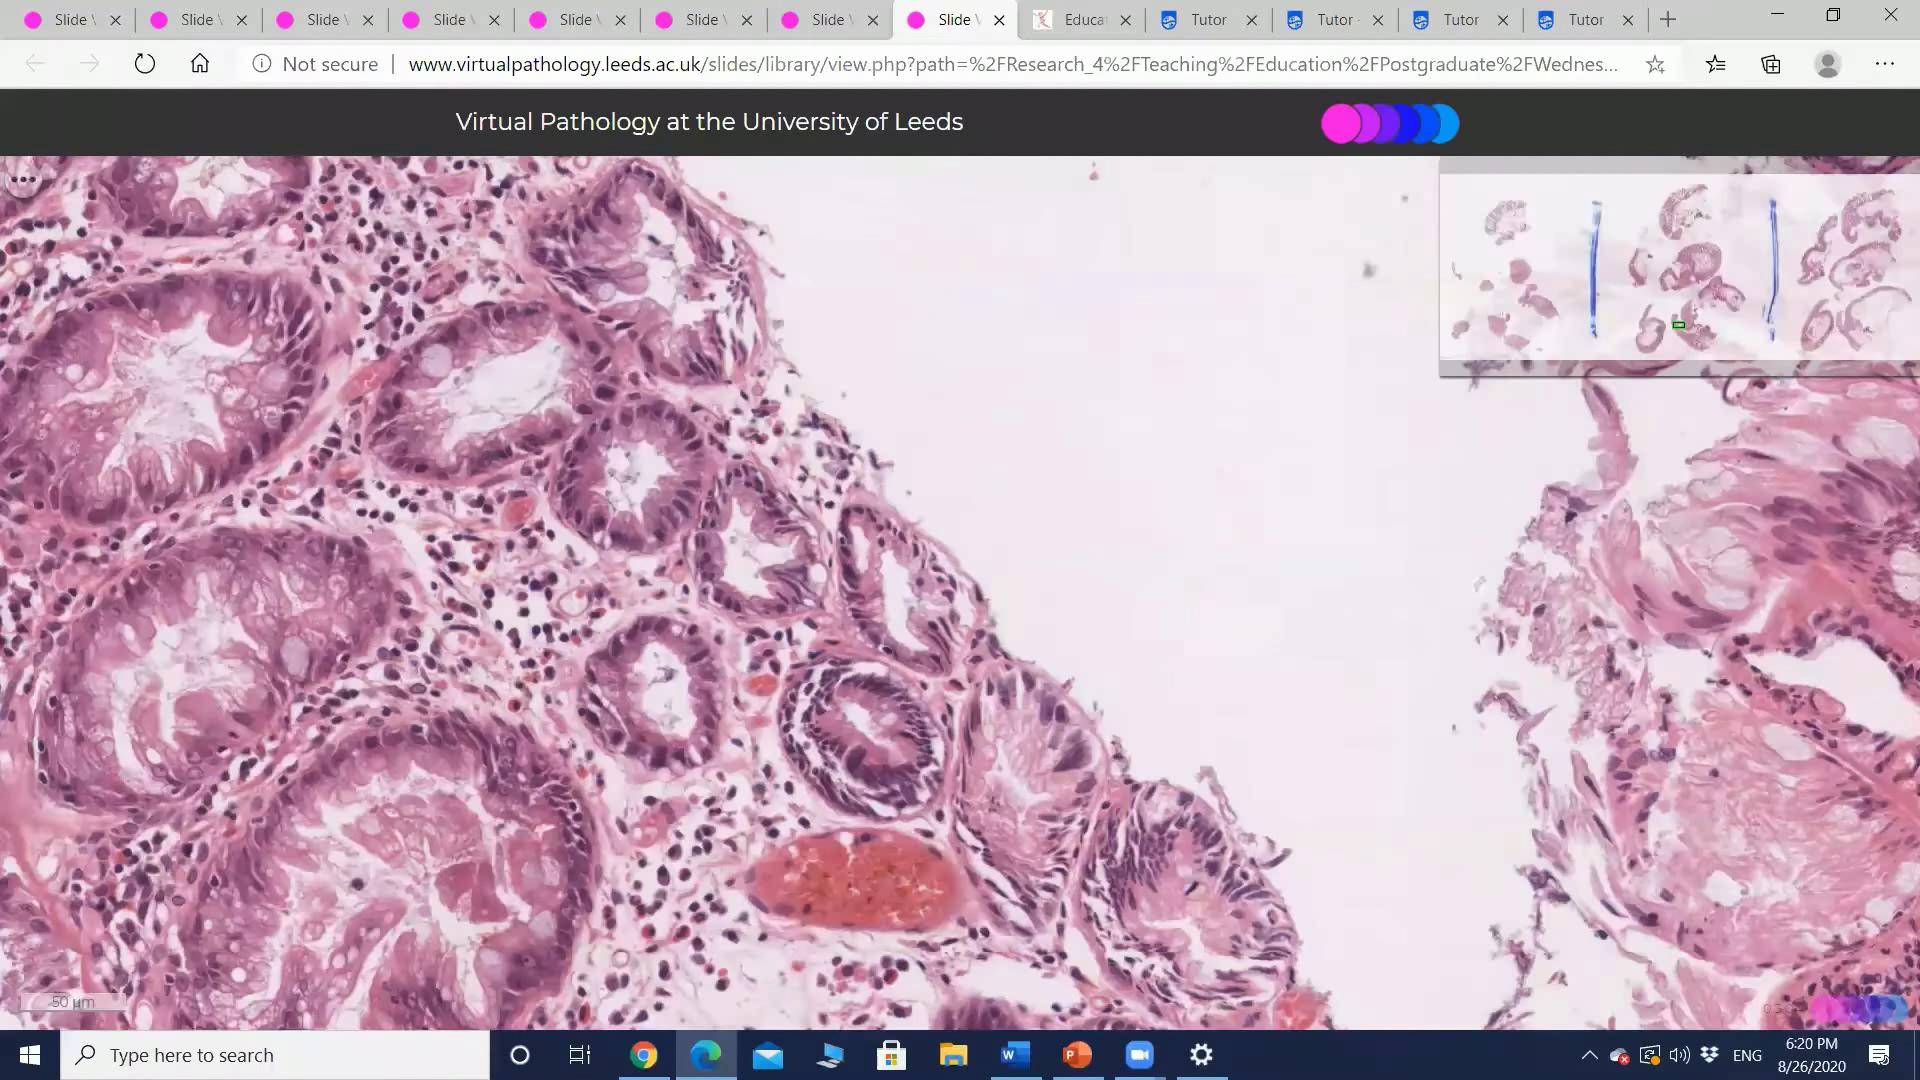 Slide Slide Slide Slide Slide Slide Slide Slide Educa Tutor Tutor Tutor Tutor
Not secure www.virtualpathology.leeds.ac.uk/slides/library/view.php?path=%2FResearch_4%2FTeaching%2FEducation%2FPostgraduate%2FWednes...
Virtual Pathology at the University of Leeds
50 µm
Type here to search
ENG
6:20 PM
8/26/2020